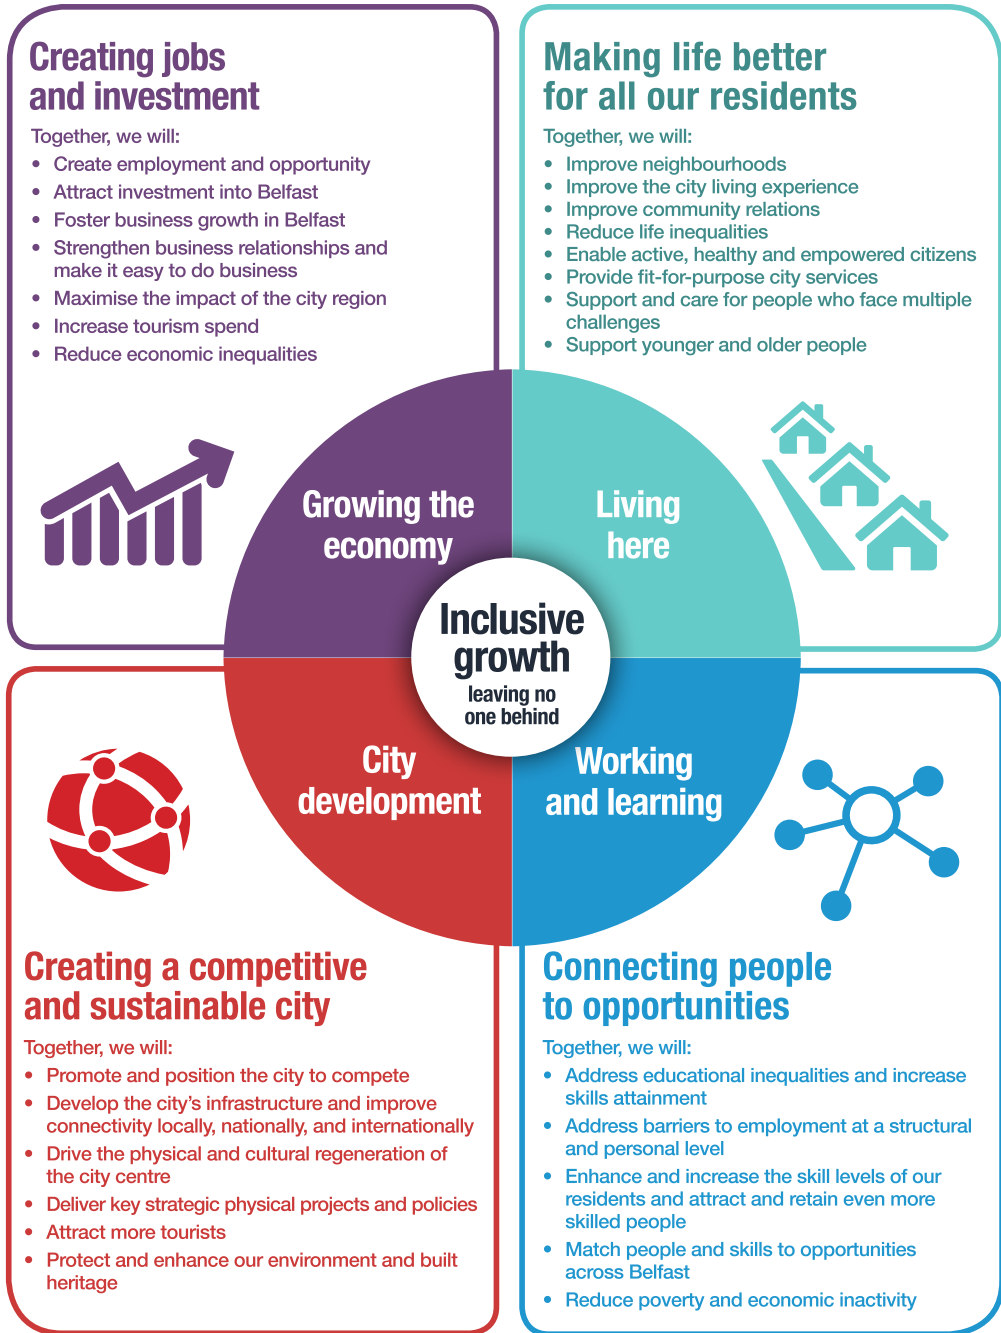 Creating jobs
and investment
Together, we will:
• Create employment and opportunity
• Attract investment into Belfast
• Foster business growth in Belfast
• Strengthen business relationships and
make it easy to do business
• Maximise the impact of the city region
• Increase tourism spend
• Reduce economic inequalities
Making life better
for all our residents
Together, we will:
• Improve neighbourhoods
• Improve the city living experience
• Improve community relations
• Reduce life inequalities
• Enable active, healthy and empowered citizens
• Provide fit-for-purpose city services
• Support and care for people who face multiple
challenges
• Support younger and older people
Growing the
economy
Living
here
Inclusive
growth
leaving no
one behind
City
development
Working
and learning
Creating a competitive
and sustainable city
Together, we will:
• Promote and position the city to compete
• Develop the city's infrastructure and improve
connectivity locally, nationally, and internationally
• Drive the physical and cultural regeneration of
the city centre
• Deliver key strategic physical projects and policies
• Attract more tourists
• Protect and enhance our environment and built
heritage
Connecting people
to opportunities
Together, we will:
• Address educational inequalities and increase
skills attainment
• Address barriers to employment at a structural
and personal level
• Enhance and increase the skill levels of our
residents and attract and retain even more
skilled people
• Match people and skills to opportunities
across Belfast
• Reduce poverty and economic inactivity